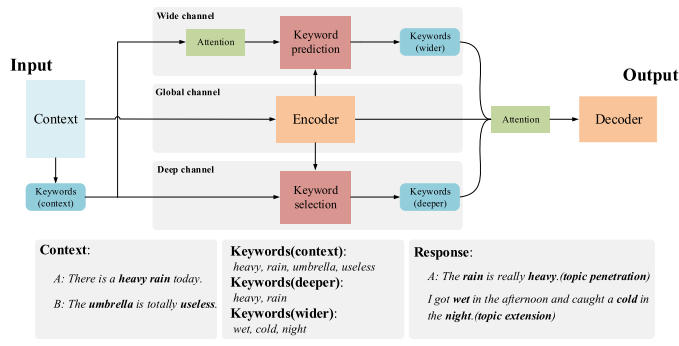 Wide channel
Attention
Keyword
prediction
Keywords
(wider)
Input
Output
Global channel
Context
Encoder
Attention
Decoder
Deep channel
Keywords
(context)
Keyword
selection
Keywords
(deeper)
Context:
A: There is a heavy rain today.
B: The umbrella is totally useless.
Keywords(context):
heavy, rain, umbrella, useless
Keywords(deeper):
heavy, rain
Keywords(wider):
wet, cold, night
Response:
A: The rain is really heavy.(topic penetration)
I got wet in the afternoon and caught a cold in
the night.(topic extension)